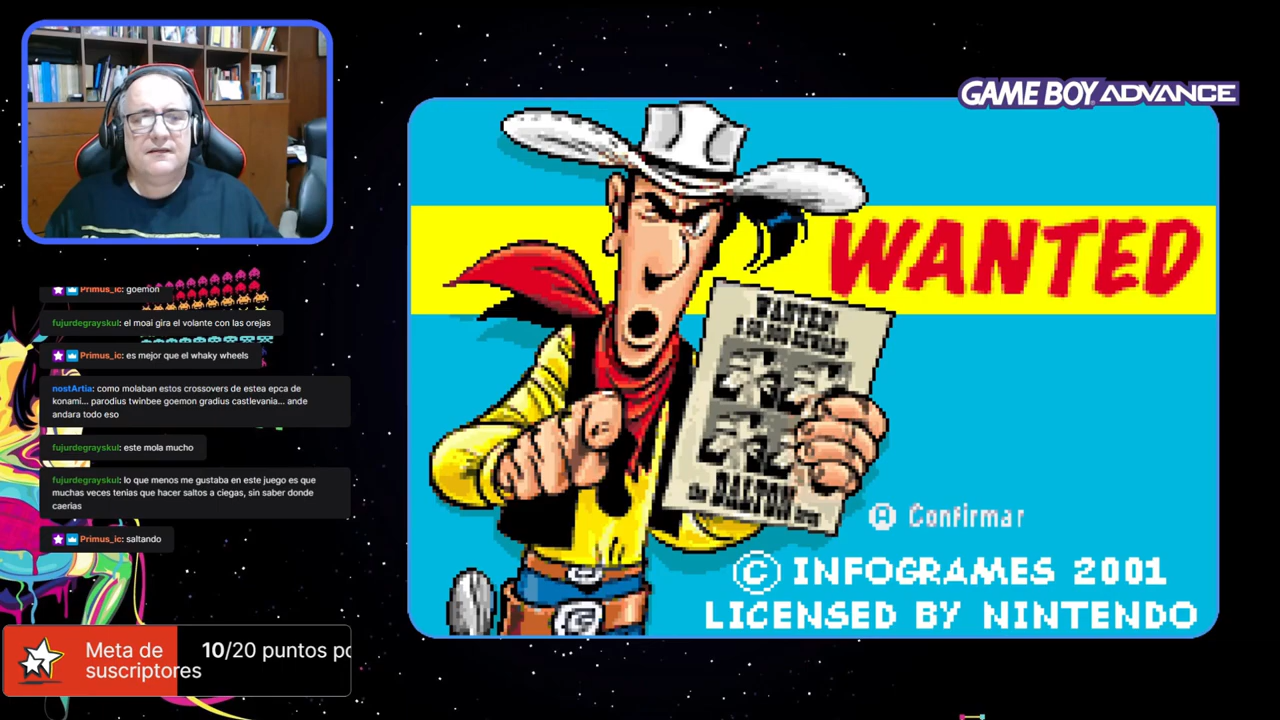 GAME BOY ADVANCE
WANTED
WANTED!
REWARD
DALTON
Confirmar
© INFOGRAMES 2001
LICENSED BY NINTENDO
Primus_ic: goemon
fujurdegrayskul: el moai gira el volante con las orejas
Primus_ic: es mejor que el whaky wheels
nostArtia: como molaban estos crossovers de estea epca de
konami... parodius twinbee goemon gradius castlevania... ande
andara todo eso
fujurdegrayskul: este mola mucho
fujurdegrayskul: lo que menos me gustaba en este juego es que
muchas veces tenias que hacer saltos a ciegas, sin saber donde
caerias
Primus_ic: saltando
Meta de
suscriptores
10/20 puntos po